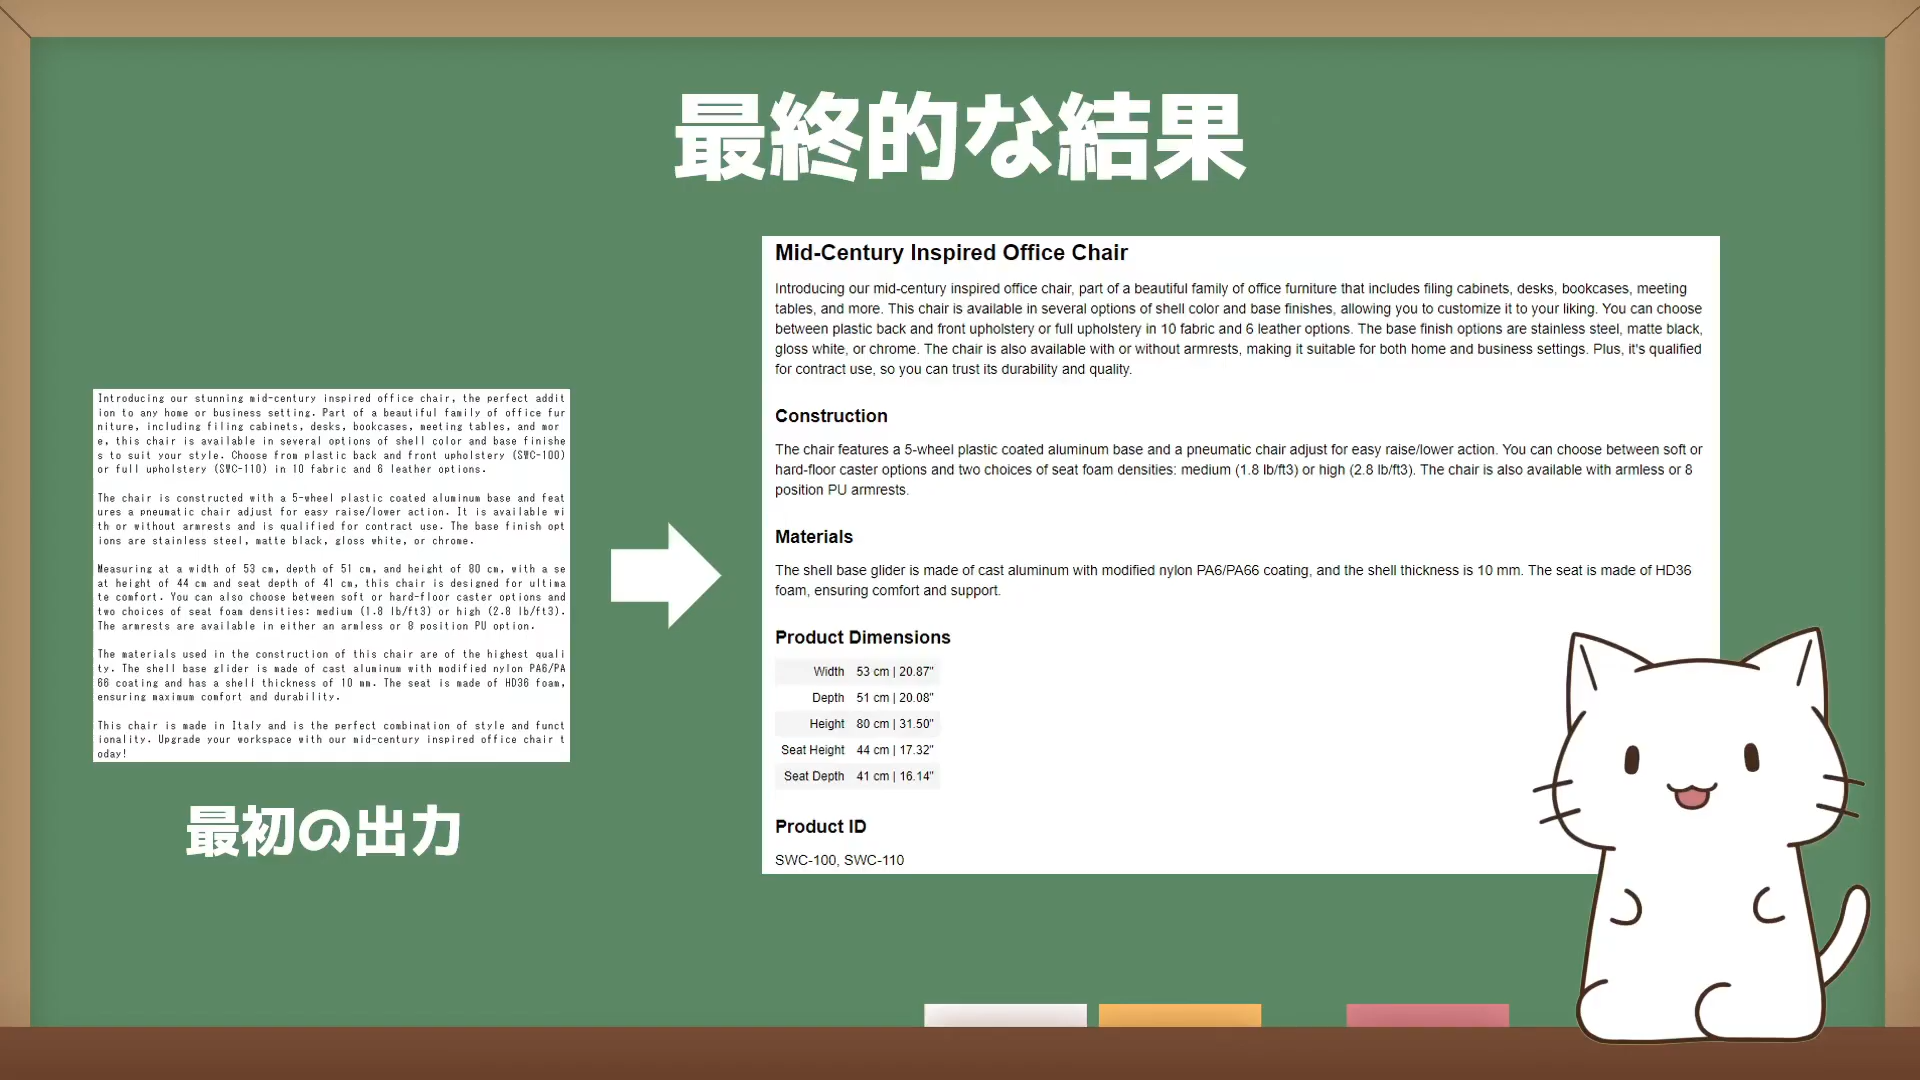 最終的な結果
Introducing our stunning mid-century inspired office chair, the perfect addit
ion to any home or business setting. Part of a beautiful family of office fur
niture, including filing cabinets, desks, bookcases, meeting tables, and mor
e, this chair is available in several options of shell color and base finishe
s to suit your style. Choose from plastic back and front upholstery (SWC-100)
or full upholstery (SWC-110) in 10 fabric and 6 leather options.
The chair is constructed with a 5-wheel plastic coated aluminum base and feat
ures a pneumatic chair adjust for easy raise/lower action. It is available wi
th or without armrests and is qualified for contract use. The base finish opt
ions are stainless steel, matte black, gloss white, or chrome.
Measuring at a width of 53 cm, depth of 51 cm, and height of 80 cm, with a se
at height of 44 cm and seat depth of 41 cm, this chair is designed for ultima
te comfort. You can also choose between soft or hard-floor caster options and
two choices of seat foam densities: medium (1.8 lb/ft3) or high (2.8 lb/ft3).
The armrests are available in either an armless or 8 position PU option.
The materials used in the construction of this chair are of the highest quali
ty. The shell base glider is made of cast aluminum with modified nylon PA6/PA
66 coating and has a shell thickness of 10 mm. The seat is made of HD36 foam,
ensuring maximum comfort and durability.
This chair is made in Italy and is the perfect combination of style and funct
ionality. Upgrade your workspace with our mid-century inspired office chair t
oday!
最初の出力
Mid-Century Inspired Office Chair
Introducing our mid-century inspired office chair, part of a beautiful family of office furniture that includes filing cabinets, desks, bookcases, meeting
tables, and more. This chair is available in several options of shell color and base finishes, allowing you to customize it to your liking. You can choose
between plastic back and front upholstery or full upholstery in 10 fabric and 6 leather options. The base finish options are stainless steel, matte black,
gloss white, or chrome. The chair is also available with or without armrests, making it suitable for both home and business settings. Plus, it's qualified
for contract use, so you can trust its durability and quality.
Construction
The chair features a 5-wheel plastic coated aluminum base and a pneumatic chair adjust for easy raise/lower action. You can choose between soft or
hard-floor caster options and two choices of seat foam densities: medium (1.8 lb/ft3) or high (2.8 lb/ft3). The chair is also available with armless or 8
position PU armrests.
Materials
The shell base glider is made of cast aluminum with modified nylon PA6/PA66 coating, and the shell thickness is 10 mm. The seat is made of HD36
foam, ensuring comfort and support.
Product Dimensions
Width 53 cm | 20.87"
Depth 51 cm | 20.08"
Height 80 cm | 31.50"
Seat Height 44 cm | 17.32"
Seat Depth 41 cm | 16.14"
Product ID
SWC-100, SWC-110